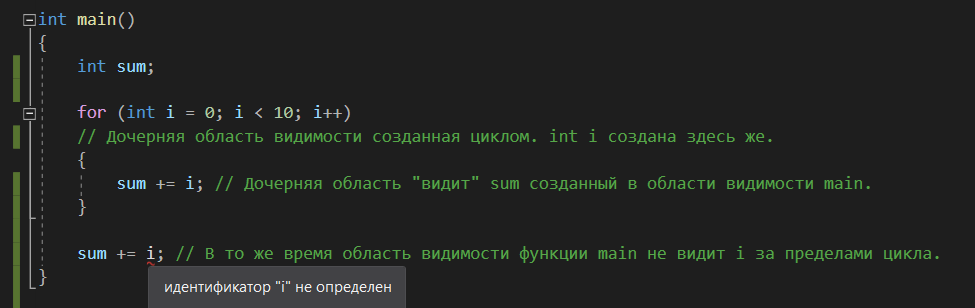 int main()
{
int sum;
for (int i = 0; i < 10; i++)
// Дочерняя область видимости созданная циклом. int i создана здесь же.
{
sum += i; // Дочерняя область "видит" sum созданный в области видимости main.
}
sum += i; // В то же время область видимости функции main не видит i за пределами цикла.
}
идентификатор "i" не определен